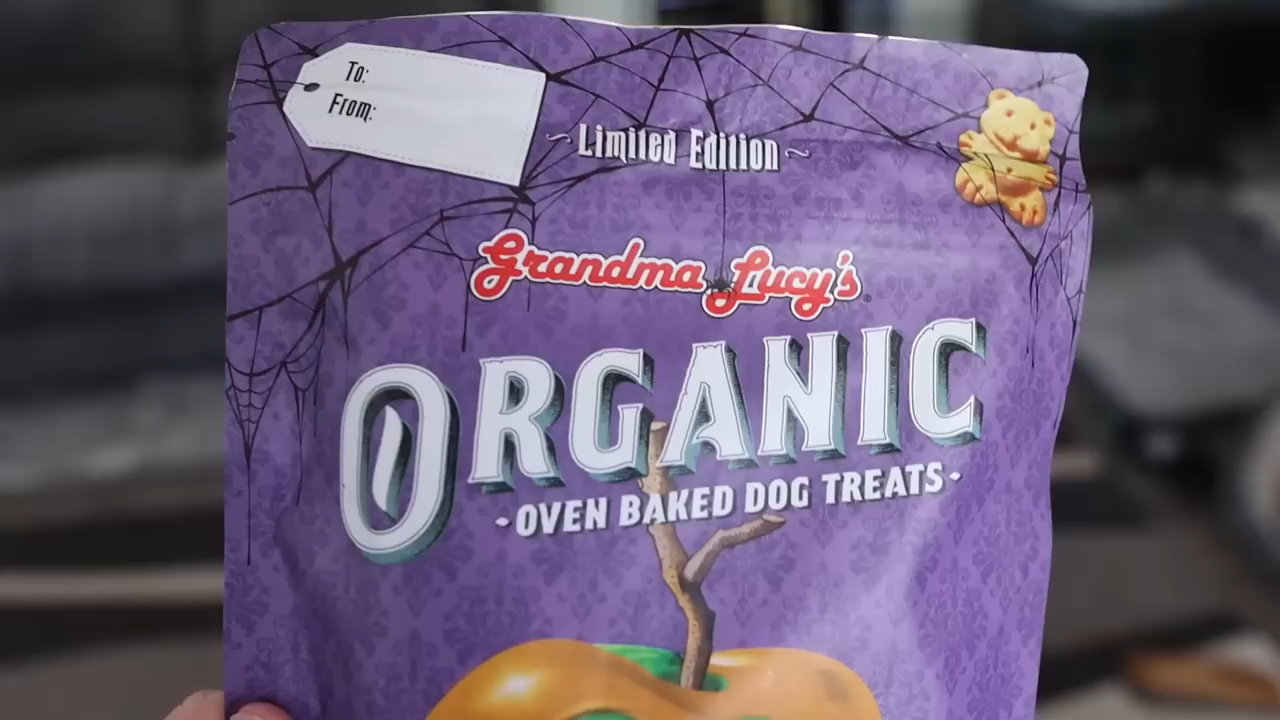 To:
From:
Limited Edition
Grandma Lucy's
ORGANIC
-OVEN BAKED DOG TREATS-